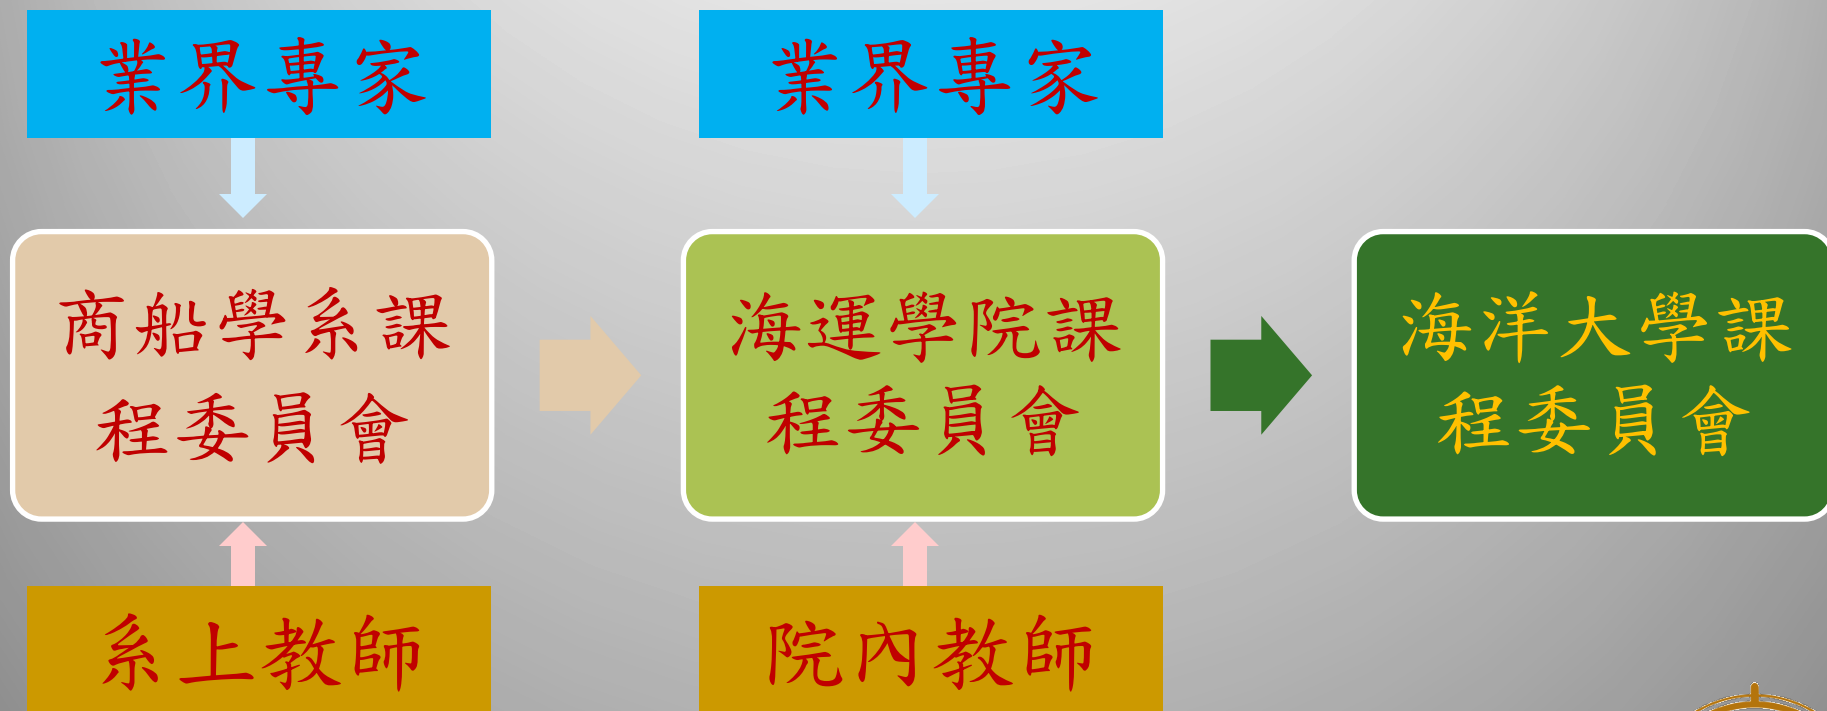 業界專家
業界專家
商船學系課
程委員會
海運學院課
程委員會
海洋大學課
程委員會
系上教師
院內教師